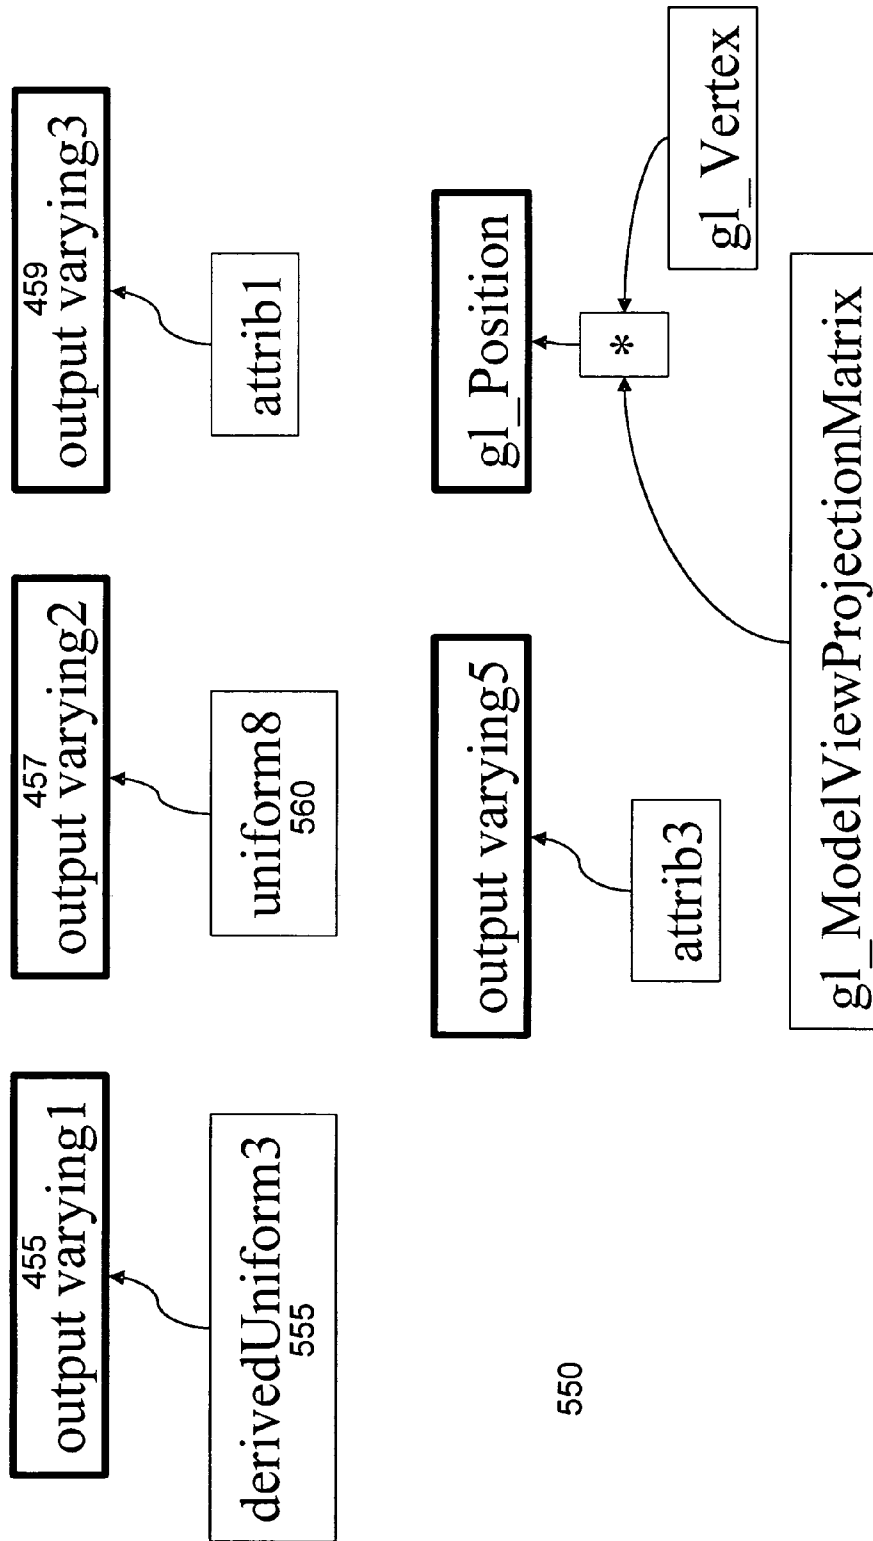 455
output varying1
derivedUniform3
555
457
output varying2
uniform8
560
459
output varying3
attrib1
output varying5
attrib3
gl_Position
*
gl_Vertex
gl_ModelViewProjectionMatrix
550